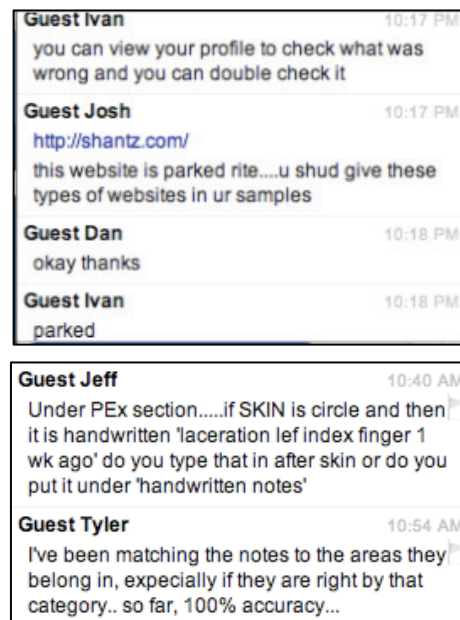 Guest Ivan 10:17 PM
you can view your profile to check what was
wrong and you can double check it
Guest Josh 10:17 PM
http://shantz.com/
this website is parked rite....u shud give these
types of websites in ur samples
Guest Dan 10:18 PM
okay thanks
Guest Ivan 10:18 PM
parked
Guest Jeff 10:40 AM
Under PEx section.....if SKIN is circle and then
it is handwritten 'laceration lef index finger 1
wk ago' do you type that in after skin or do you
put it under 'handwritten notes'
Guest Tyler 10:54 AM
I've been matching the notes to the areas they
belong in, expecially if they are right by that
category.. so far, 100% accuracy...